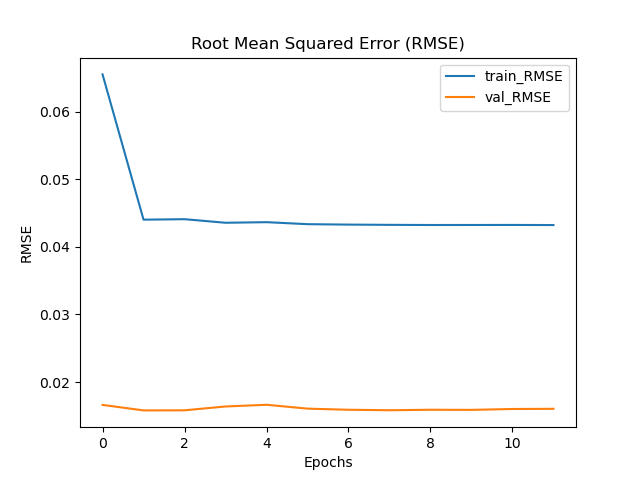 Root Mean Squared Error (RMSE)
train_RMSE
val_RMSE
0.06
0.05
0.04
0.03
0.02
RMSE
0 2 4 6 8 10
Epochs